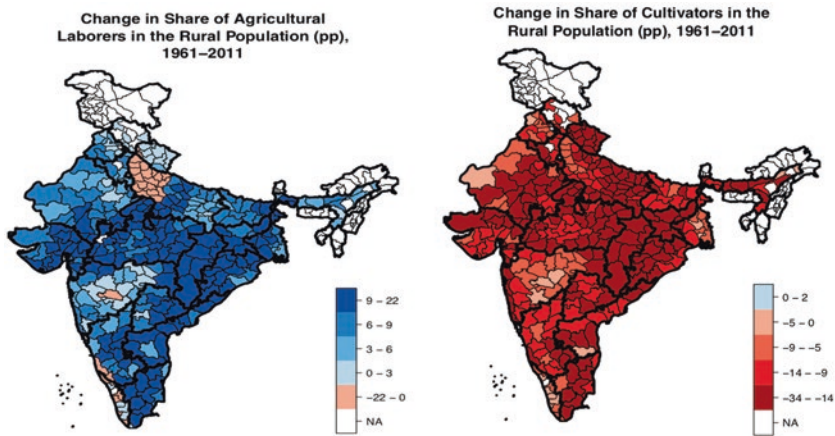 Change in Share of Agricultural
Laborers in the Rural Population (pp),
1961–2011
9 – 22
6 – 9
3 – 6
0 – 3
−22 – 0
NA
Change in Share of Cultivators in the
Rural Population (pp), 1961–2011
0 – 2
−5 – 0
−9 – −5
−14 – −9
−34 – −14
NA